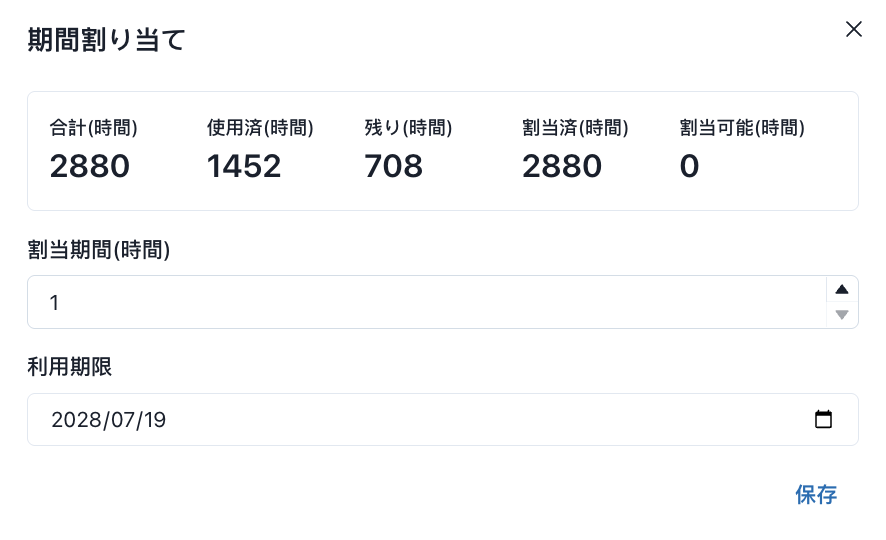 期間割り当て
合計(時間) 使用済(時間) 残り(時間) 割当済(時間) 割当可能(時間)
2880 1452 708 2880 0
割当期間(時間)
1
利用期限
2028/07/19
保存